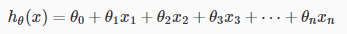 hθ(x) = θ0 + θ1x1 + θ2x2 + θ3x3 + ⋯ + θnxn